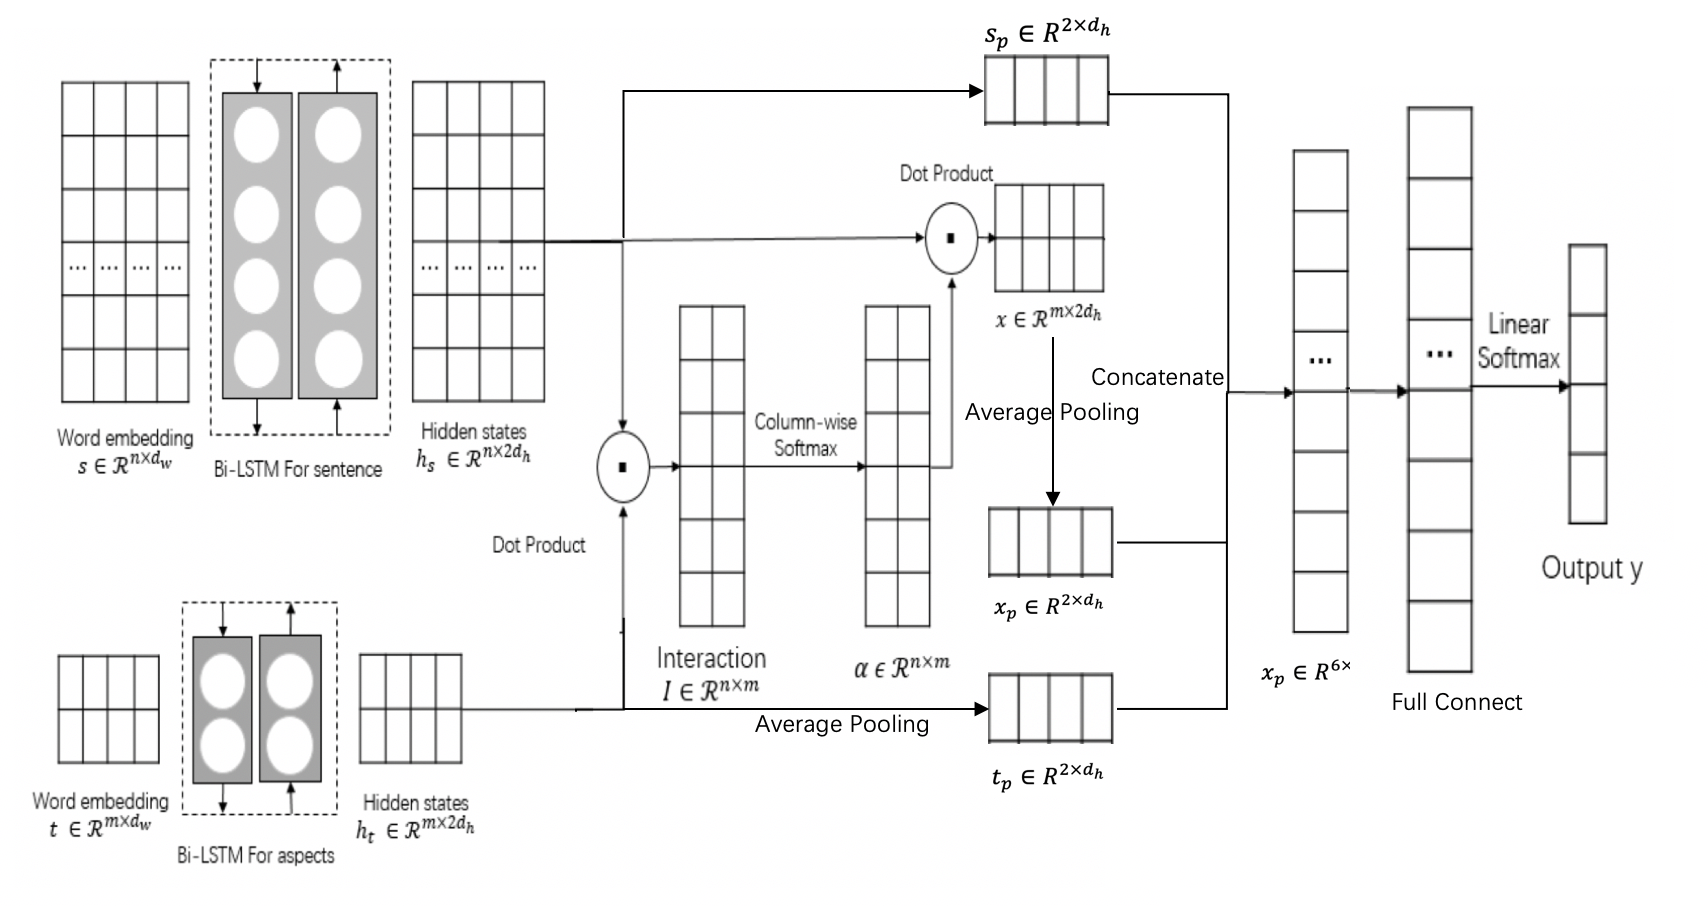 s_p ∈ R^{2×d_h}
Dot Product
x ∈ ℛ^{m×2d_h}
... ... ... ...
... ... ... ...
...
...
Linear
Softmax
Concatenate
Average Pooling
Column-wise
Softmax
Word embedding
s ∈ ℛ^{n×d_w}
Bi-LSTM For sentence
Hidden states
h_s ∈ ℛ^{n×2d_h}
Dot Product
Output y
x_p ∈ R^{2×d_h}
Interaction
I ∈ ℛ^{n×m}
α ϵ ℛ^{n×m}
x_p ∈ R^{6×}
Full Connect
Average Pooling
t_p ∈ R^{2×d_h}
Word embedding
t ∈ ℛ^{m×d_w}
Hidden states
h_t ∈ ℛ^{m×2d_h}
Bi-LSTM For aspects